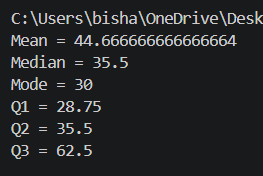 C:\Users\bisha\OneDrive\Desk
Mean = 44.666666666666664
Median = 35.5
Mode = 30
Q1 = 28.75
Q2 = 35.5
Q3 = 62.5